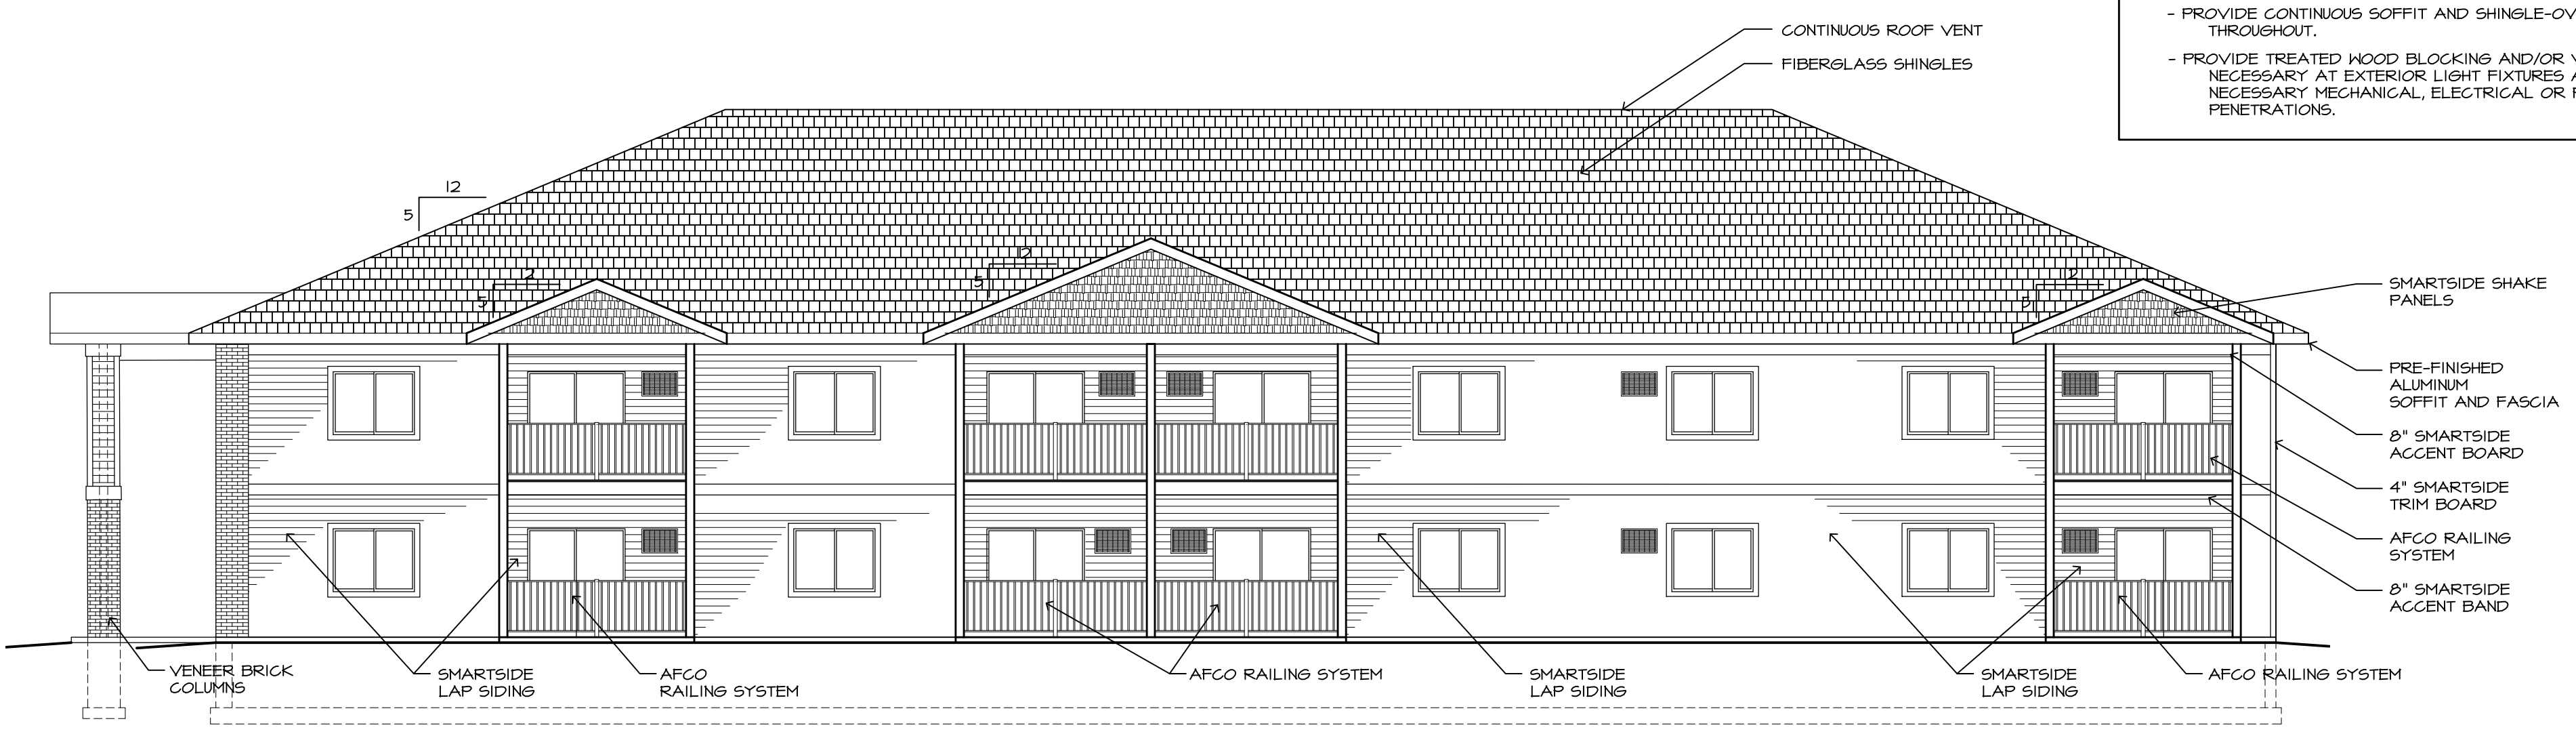 - PROVIDE CONTINUOUS SOFFIT AND SHINGLE-OV
THROUGHOUT.
- PROVIDE TREATED WOOD BLOCKING AND/OR
NECESSARY AT EXTERIOR LIGHT FIXTURES
NECESSARY MECHANICAL, ELECTRICAL OR
PENETRATIONS.
CONTINUOUS ROOF VENT
FIBERGLASS SHINGLES
12
5
12
5
12
5
12
5
SMARTSIDE SHAKE
PANELS
PRE-FINISHED
ALUMINUM
SOFFIT AND FASCIA
8" SMARTSIDE
ACCENT BOARD
4" SMARTSIDE
TRIM BOARD
AFCO RAILING
SYSTEM
8" SMARTSIDE
ACCENT BAND
VENEER BRICK
COLUMNS
SMARTSIDE
LAP SIDING
AFCO
RAILING SYSTEM
AFCO RAILING SYSTEM
SMARTSIDE
LAP SIDING
SMARTSIDE
LAP SIDING
AFCO RAILING SYSTEM